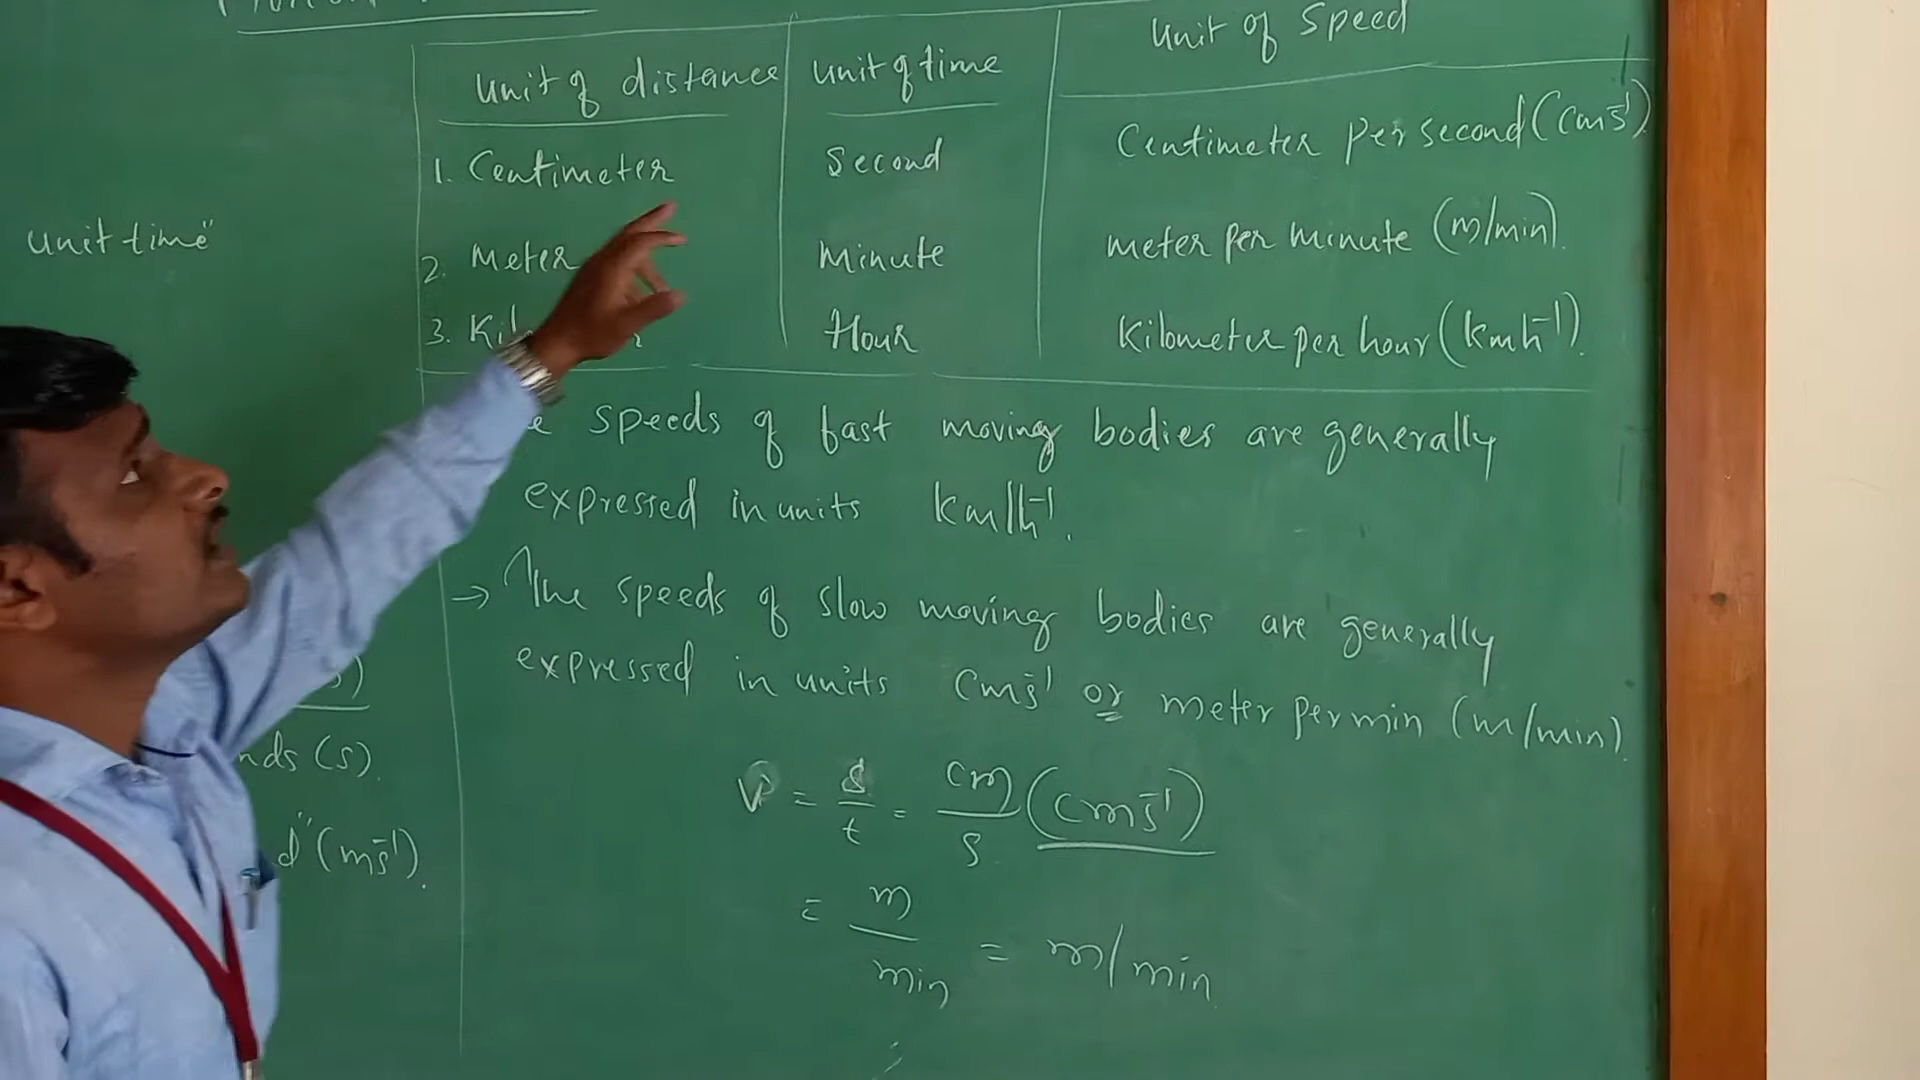 Unit of distance Unit of time Unit of Speed
1. Centimeter Second Centimeter per second (cms⁻¹).
unit time"
2. Meter Minute meter per minute (m/min).
3. Hour Kilometer per hour (kmh⁻¹).
speeds of fast moving bodies are generally
expressed in units km/h⁻¹.
→ The speeds of slow moving bodies are generally
expressed in units cms⁻¹ or meter per min (m/min).
nds (s).
V = s/t = cm/s (cms⁻¹)
d" (ms⁻¹).
= m/min = m/min